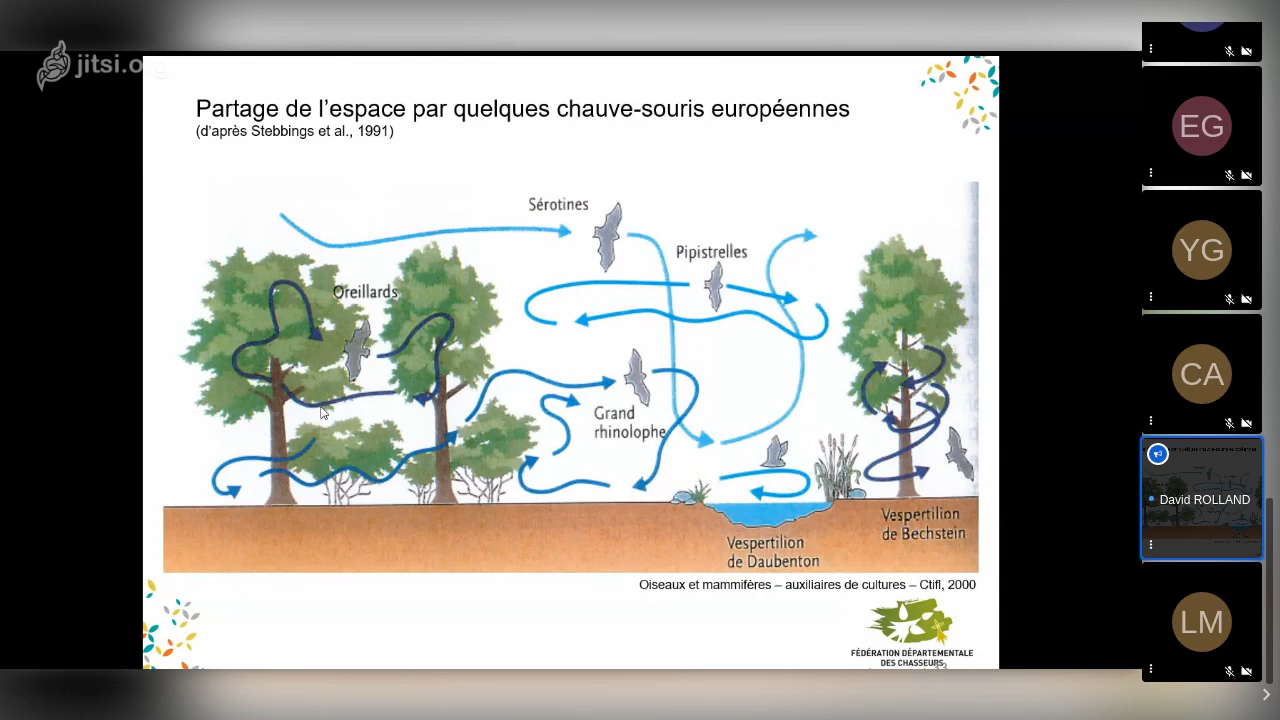 jitsi.org
Partage de l’espace par quelques chauve-souris européennes
(d’après Stebbings et al., 1991)
Sérotines
Pipistrelles
Oreillards
Grand
rhinolophe
Vespertilion
de Daubenton
Vespertilion
de Bechstein
Oiseaux et mammifères – auxiliaires de cultures – Ctifl, 2000
FÉDÉRATION DÉPARTEMENTALE
DES CHASSEURS
EG
YG
CA
David ROLLAND
LM